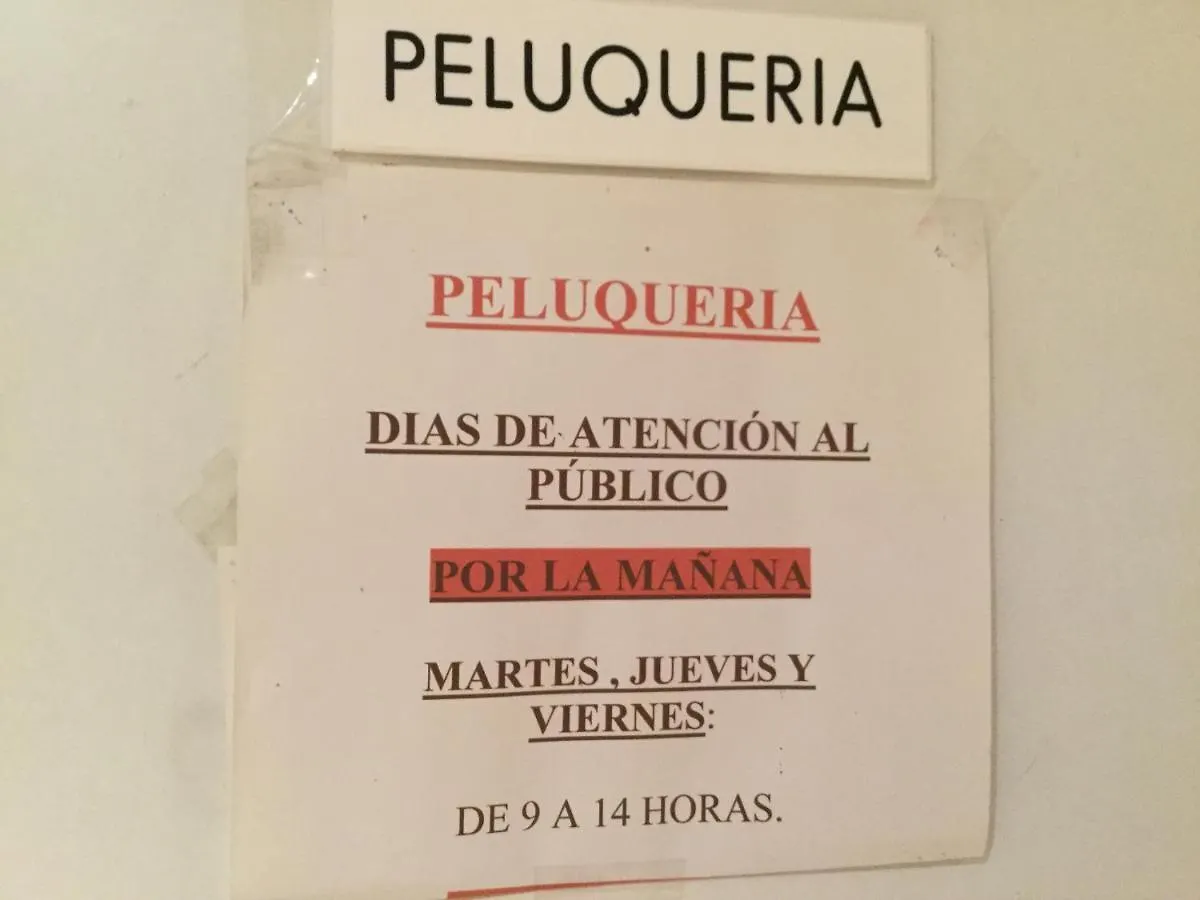 PELUQUERIA
PELUQUERIA
DIAS DE ATENCIÓN AL
PÚBLICO
POR LA MAÑANA
MARTES , JUEVES Y
VIERNES:
DE 9 A 14 HORAS.